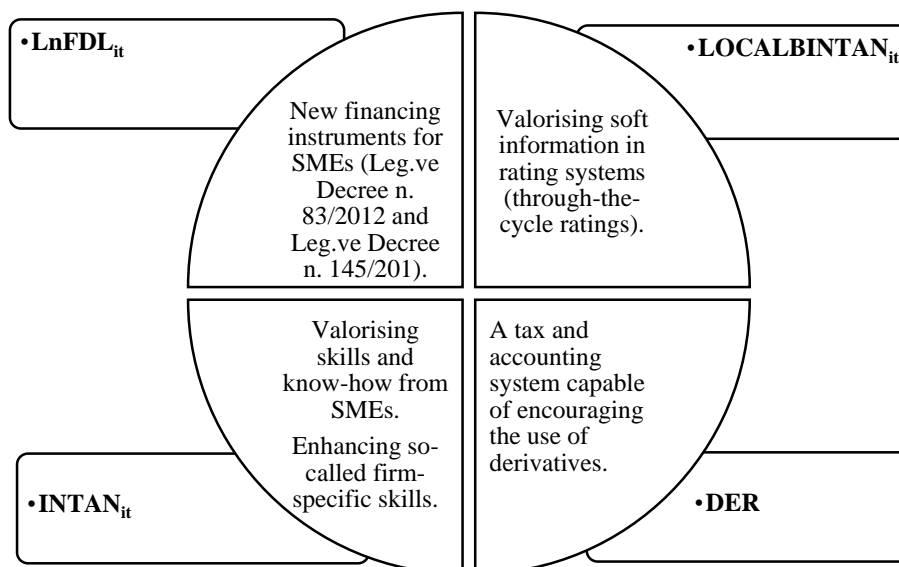 •LnFDLit
•LOCALBINTANit
New financing
instruments for
SMEs (Leg.ve
Decree n.
83/2012 and
Leg.ve Decree
n. 145/201).
Valorising soft
information in
rating systems
(through-the-
cycle ratings).
Valorising
skills and
know-how from
SMEs.
Enhancing so-
called firm-
specific skills.
A tax and
accounting
system capable
of encouraging
the use of
derivatives.
•INTANit
•DER